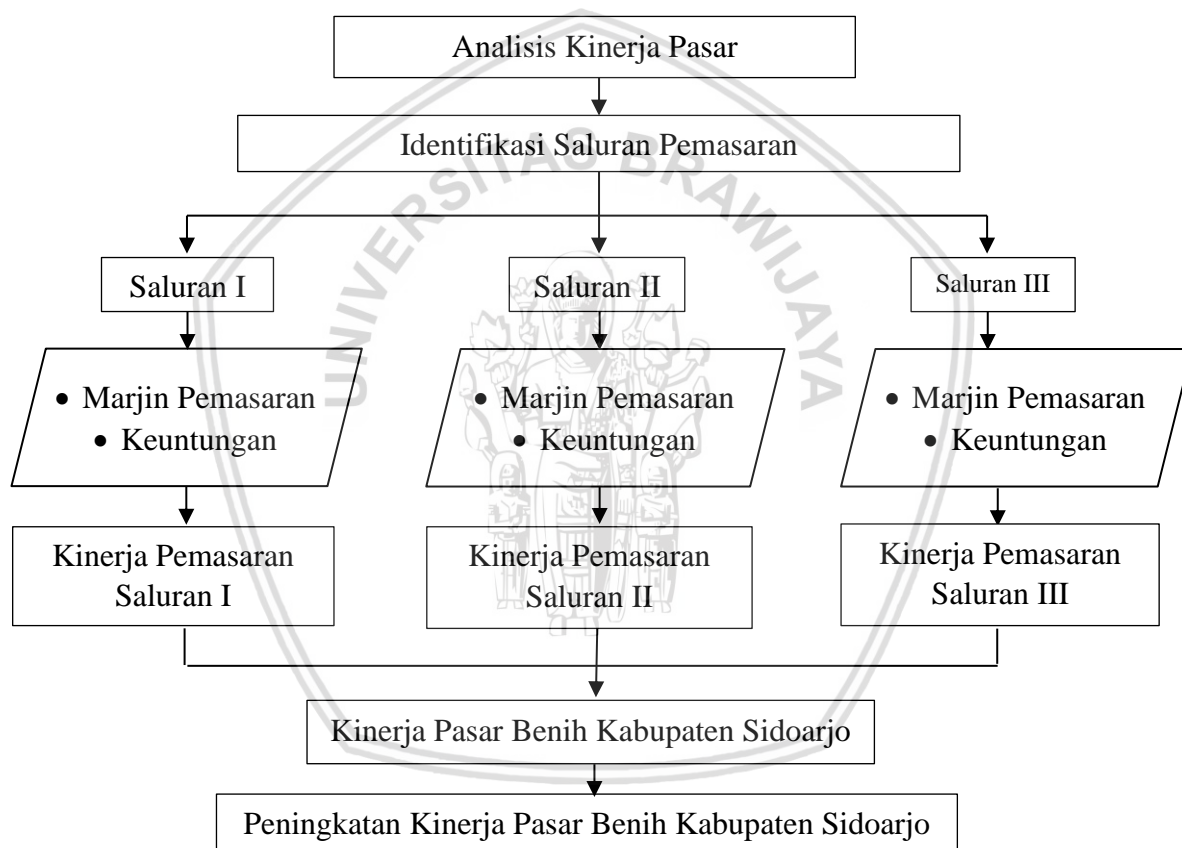 Analisis Kinerja Pasar
Identifikasi Saluran Pemasaran
UNIVERSITAS BRAWIJAYA
Saluran I
Saluran II
Saluran III
• Marjin Pemasaran
• Keuntungan
• Marjin Pemasaran
• Keuntungan
• Marjin Pemasaran
• Keuntungan
Kinerja Pemasaran
Saluran I
Kinerja Pemasaran
Saluran II
Kinerja Pemasaran
Saluran III
Kinerja Pasar Benih Kabupaten Sidoarjo
Peningkatan Kinerja Pasar Benih Kabupaten Sidoarjo